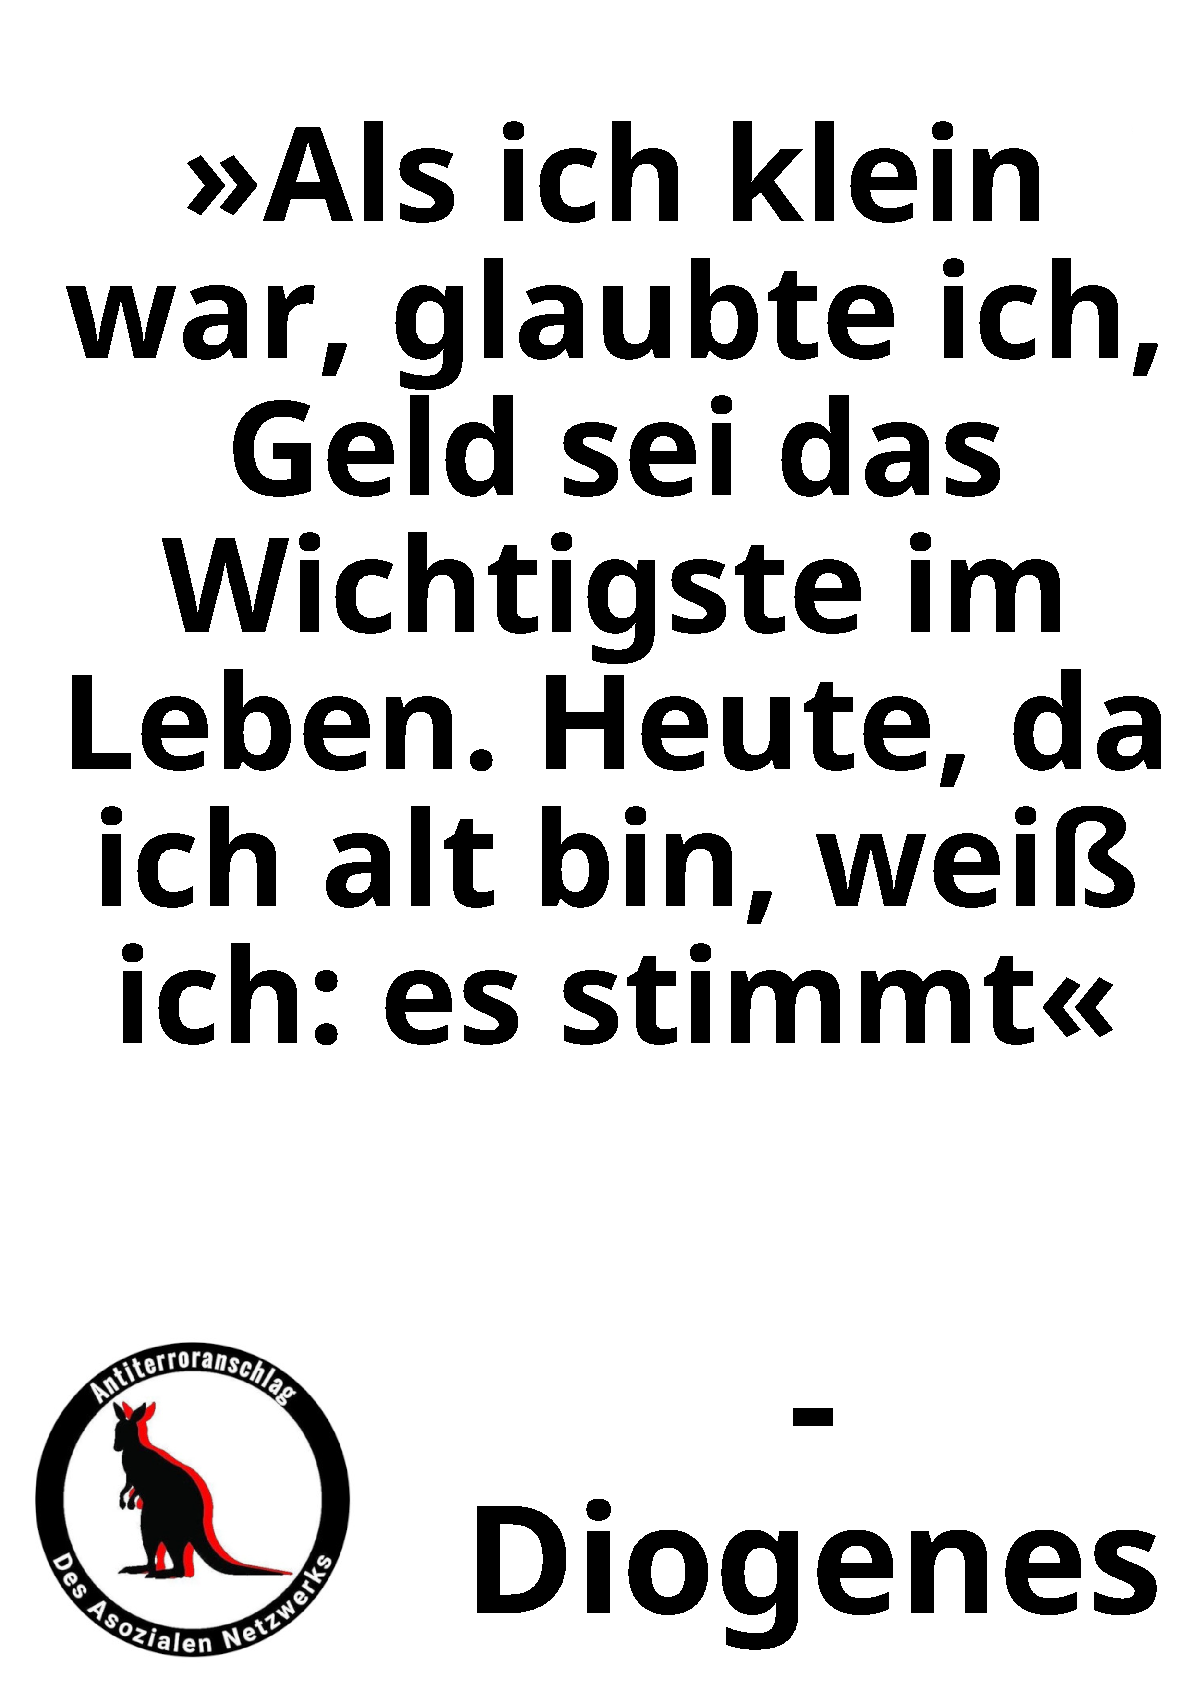 »Als ich klein
war, glaubte ich,
Geld sei das
Wichtigste im
Leben. Heute, da
ich alt bin, weiß
ich: es stimmt«
-
Diogenes
Antiterroranschlag
Des Asozialen Netzwerks